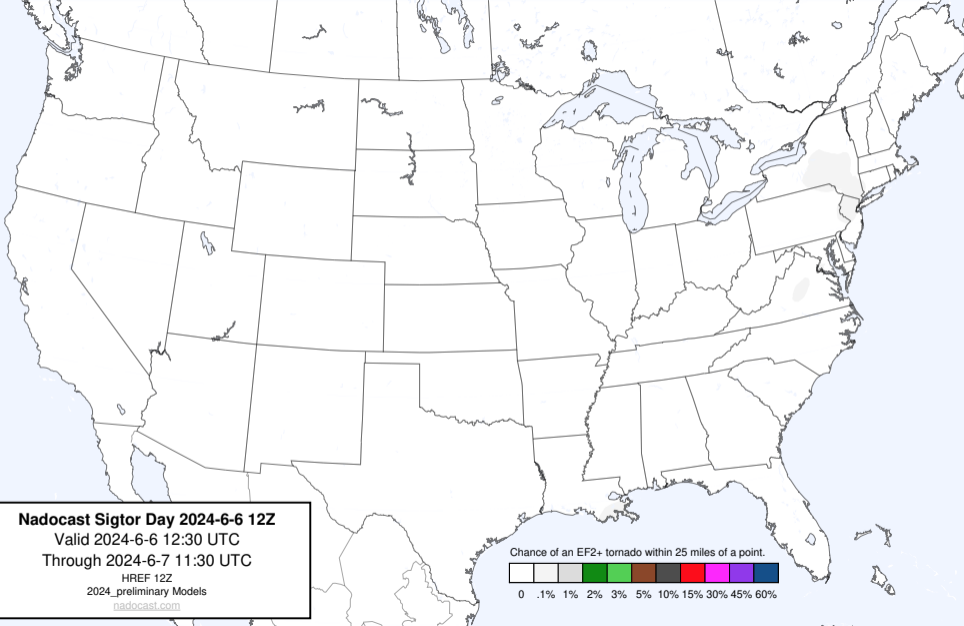 Nadocast Sigtor Day 2024-6-6 12Z
Valid 2024-6-6 12:30 UTC
Through 2024-6-7 11:30 UTC
HREF 12Z
2024_preliminary Models
nadocast.com
Chance of an EF2+ tornado within 25 miles of a point.
0 .1% 1% 2% 3% 5% 10% 15% 30% 45% 60%